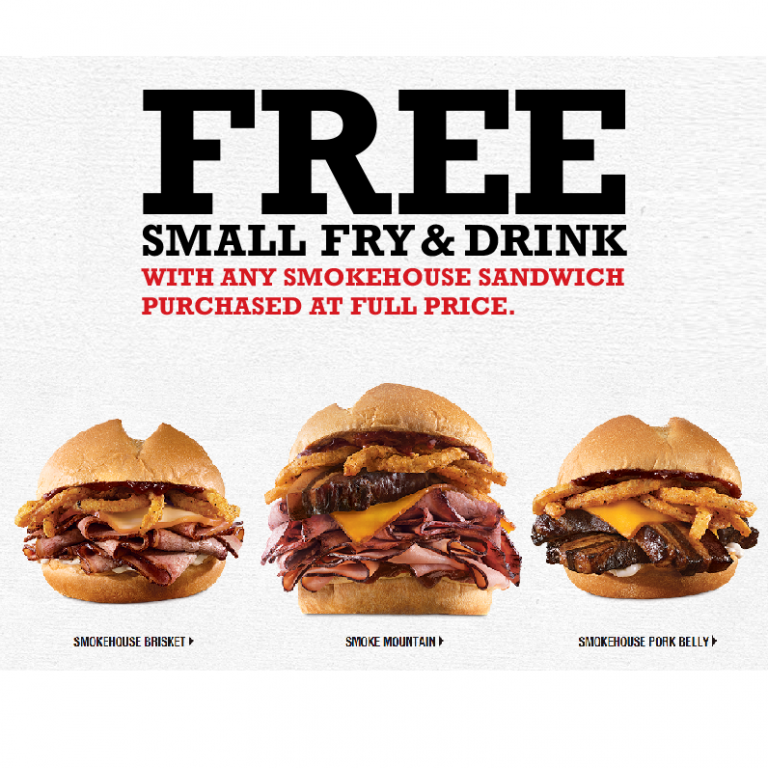 FREE
SMALL FRY & DRINK
WITH ANY SMOKEHOUSE SANDWICH
PURCHASED AT FULL PRICE.
SMOKEHOUSE BRISKET
SMOKE MOUNTAIN
SMOKEHOUSE PORK BELLY